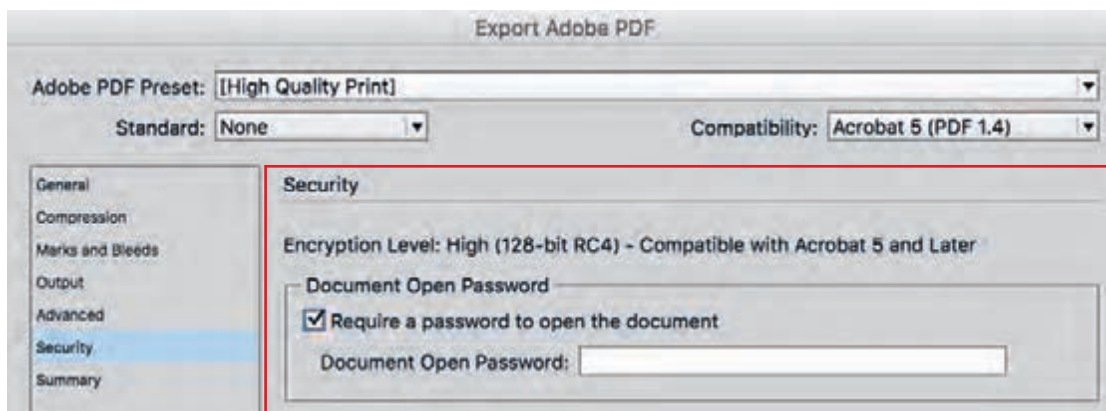 Export Adobe PDF
Adobe PDF Preset: [High Quality Print]
Standard: None
Compatibility: Acrobat 5 (PDF 1.4)
General
Compression
Marks and Bleeds
Output
Advanced
Security
Summary
Security
Encryption Level: High (128-bit RC4) - Compatible with Acrobat 5 and Later
Document Open Password
Require a password to open the document
Document Open Password: